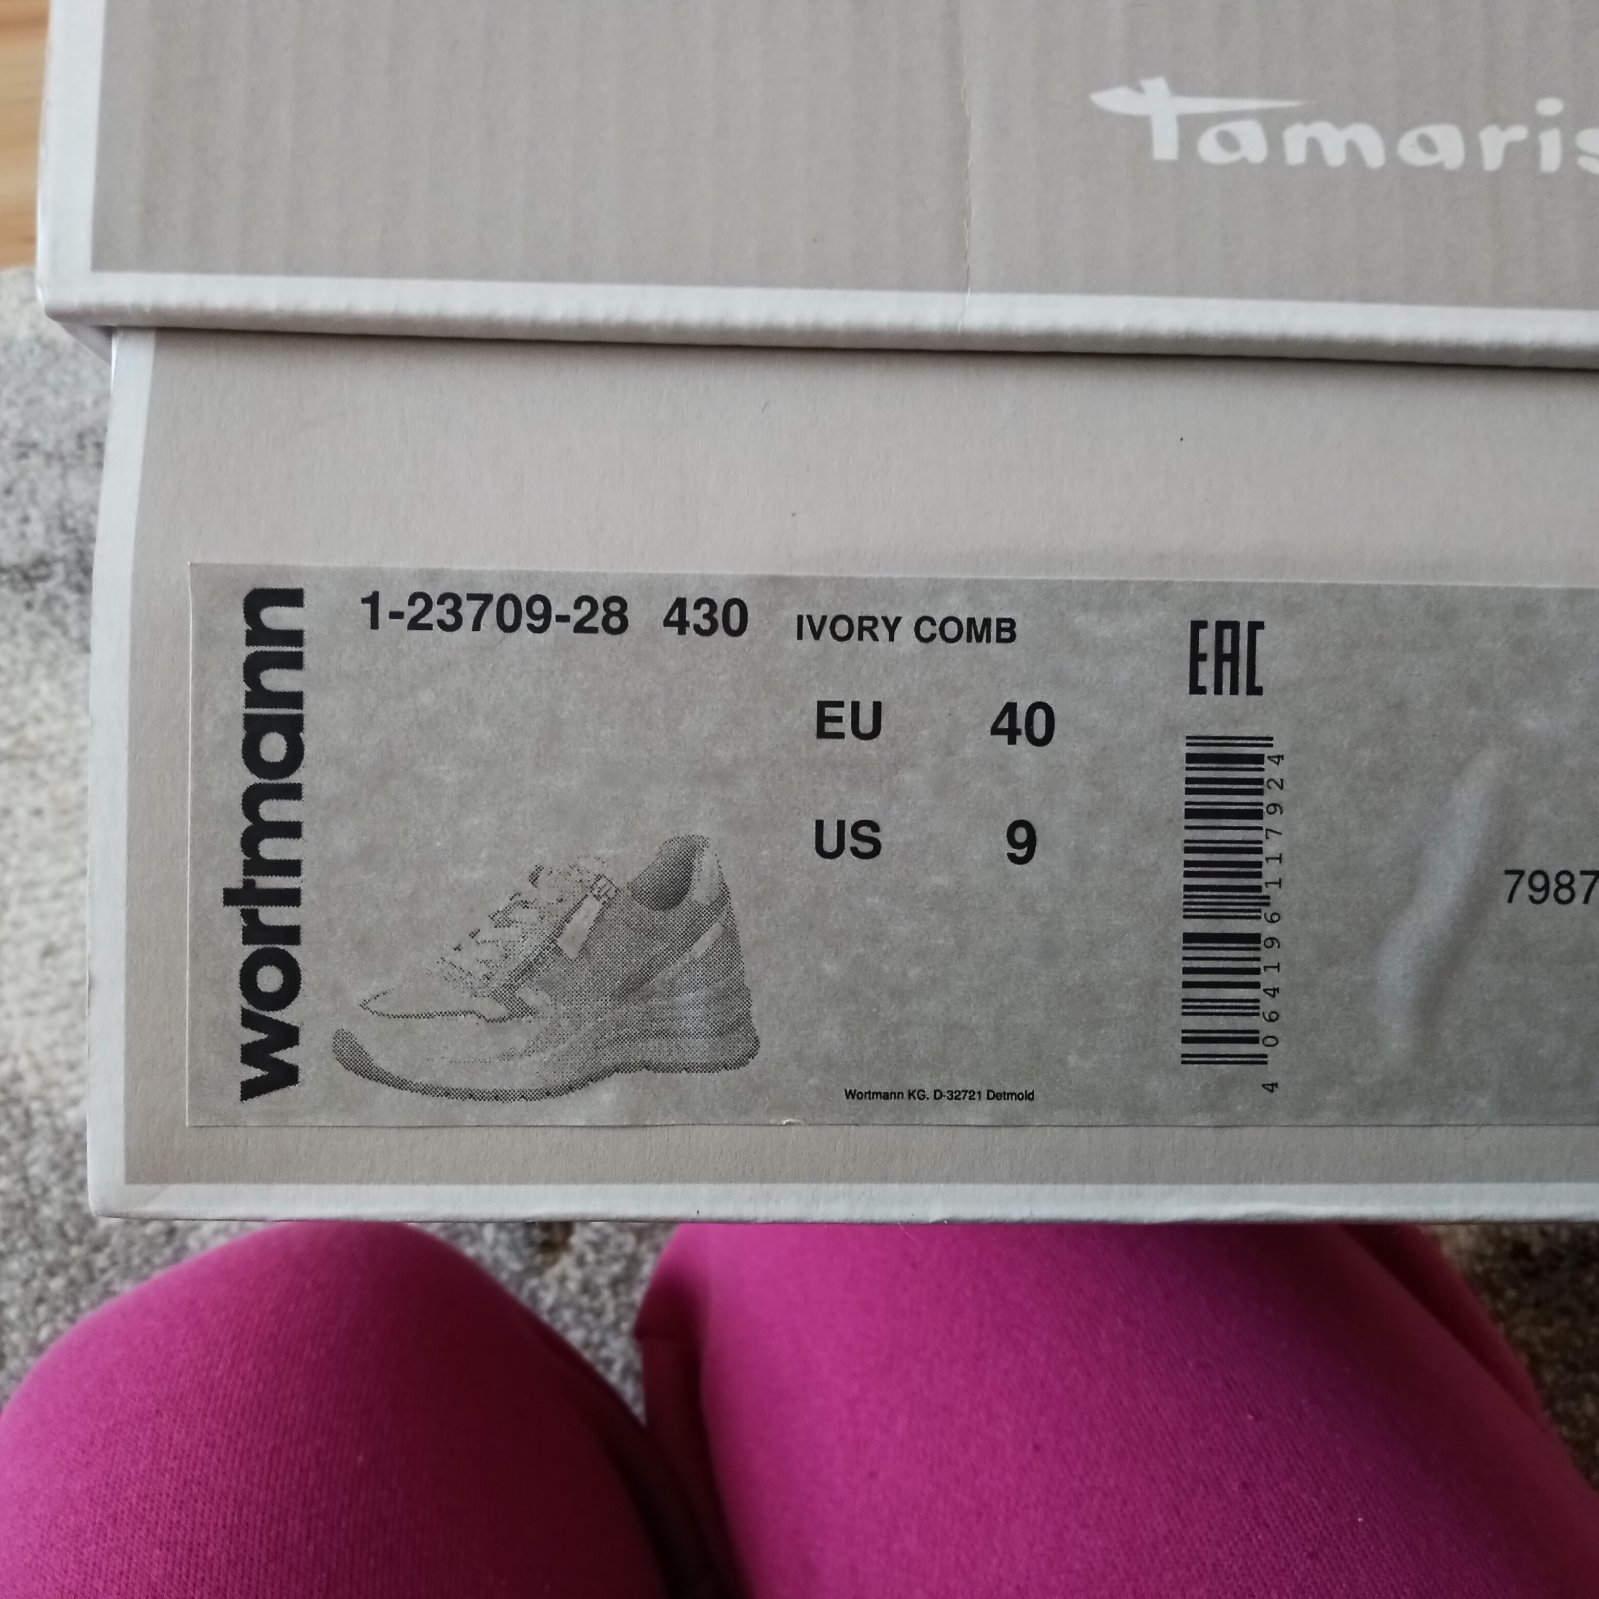 Tamaris
wortmann
1-23709-28 430 IVORY COMB
EU 40
US 9
EAC
4 064196 117924
7987
Wortmann KG. D-32721 Detmold